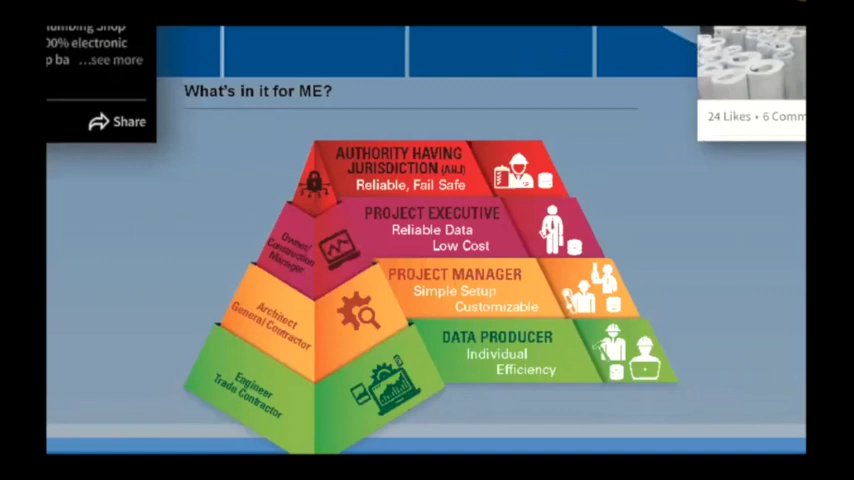 umbing Shop
00% electronic
p ba ...see more
Share
What's in it for ME?
24 Likes • 6 Comm
AUTHORITY HAVING
JURISDICTION (AHJ)
Reliable, Fail Safe
PROJECT EXECUTIVE
Reliable Data
Low Cost
Owner/
Construction
Manager
PROJECT MANAGER
Simple Setup
Customizable
Architect
General Contractor
DATA PRODUCER
Individual
Efficiency
Engineer
Trade Contractor